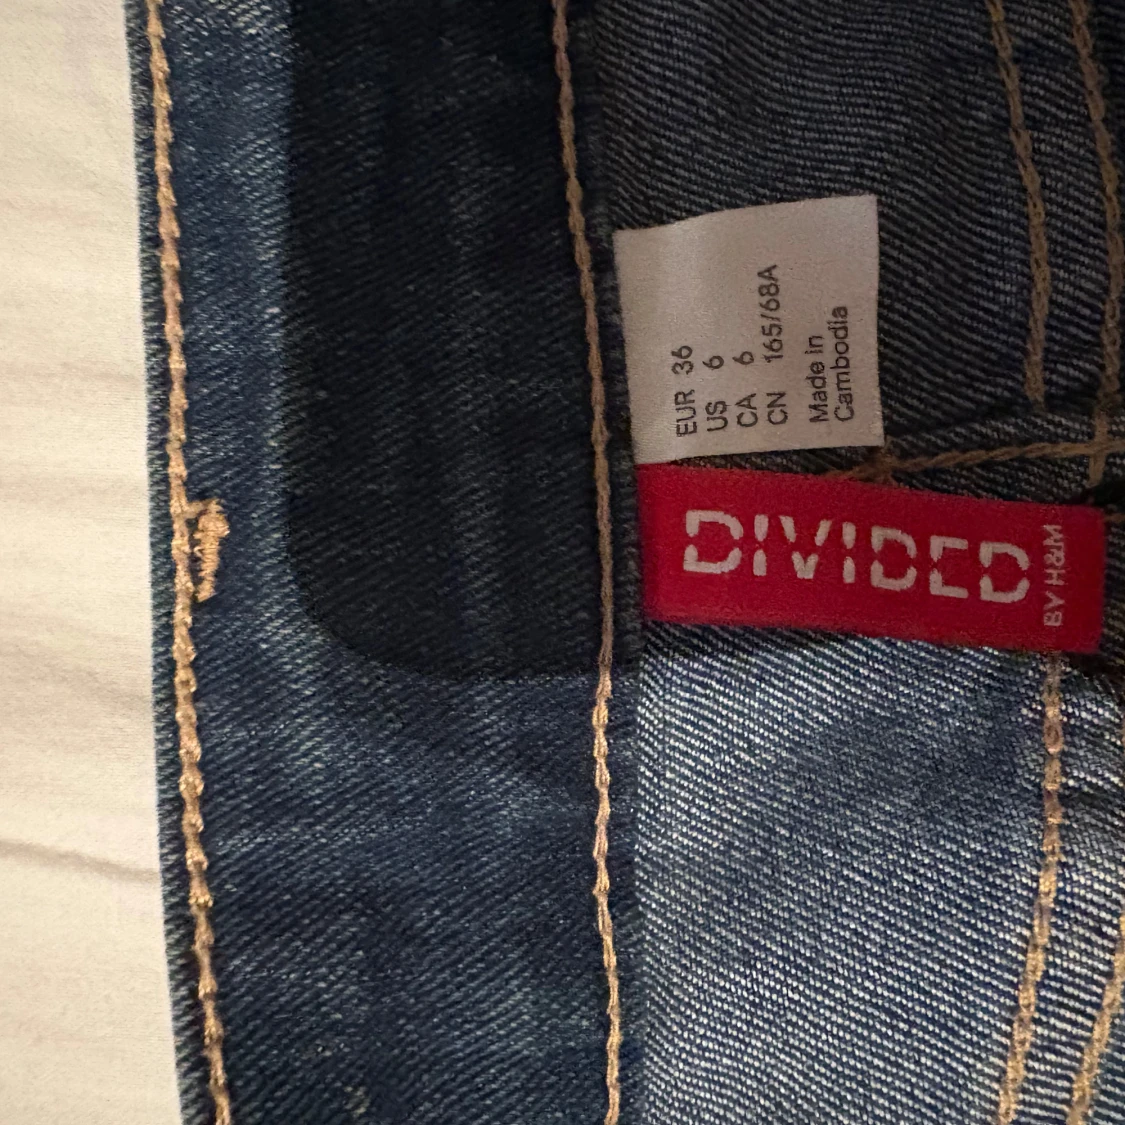 EUR 36
US 6
CA 6
CN 165/68A
Made in
Cambodia
DIVIDED
BY H&M